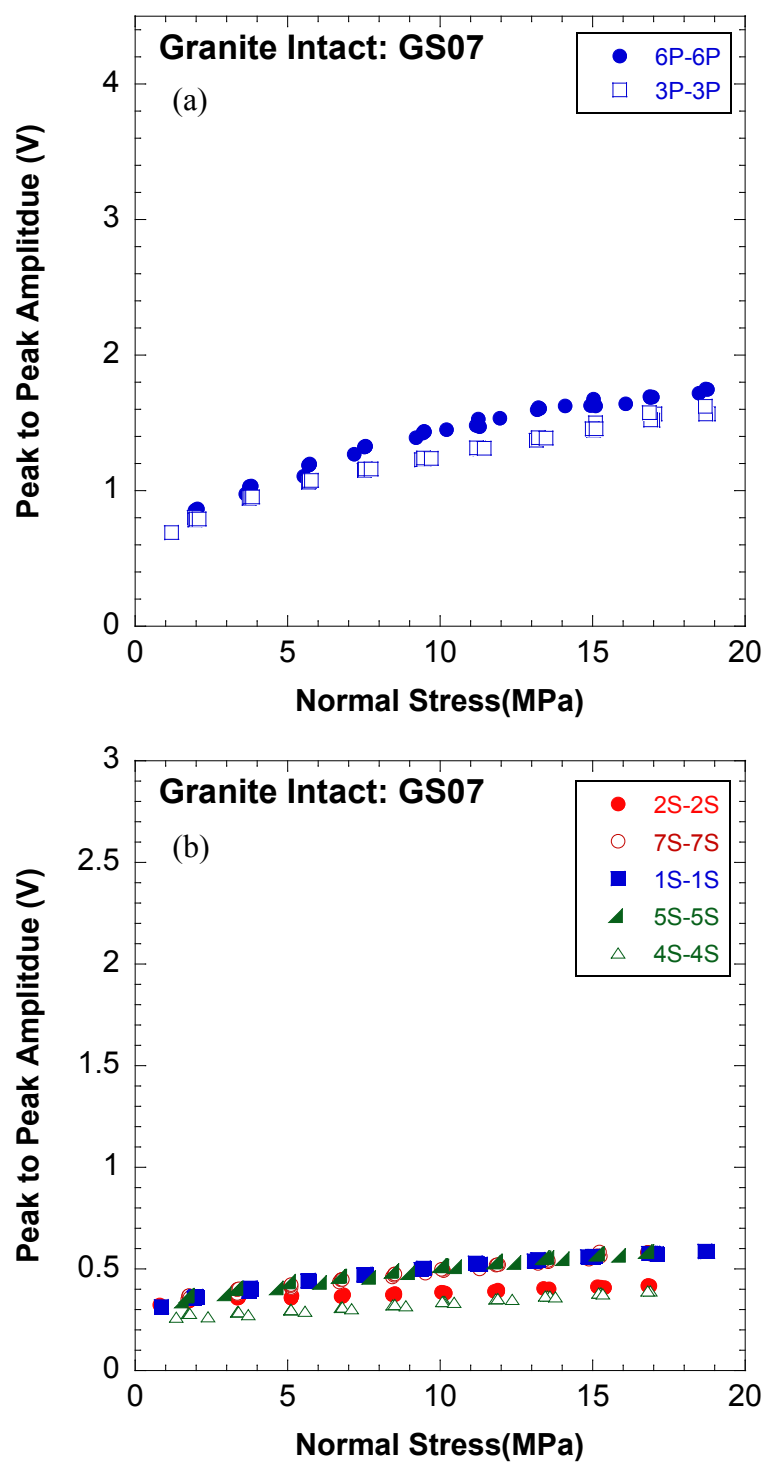 Granite Intact: GS07
6P-6P
3P-3P
(a)
4
3
2
1
0
Peak to Peak Amplitdue (V)
0 5 10 15 20
Normal Stress(MPa)
3
Granite Intact: GS07
2S-2S
7S-7S
1S-1S
5S-5S
4S-4S
(b)
2.5
2
1.5
1
0.5
0
Peak to Peak Amplitdue (V)
0 5 10 15 20
Normal Stress(MPa)